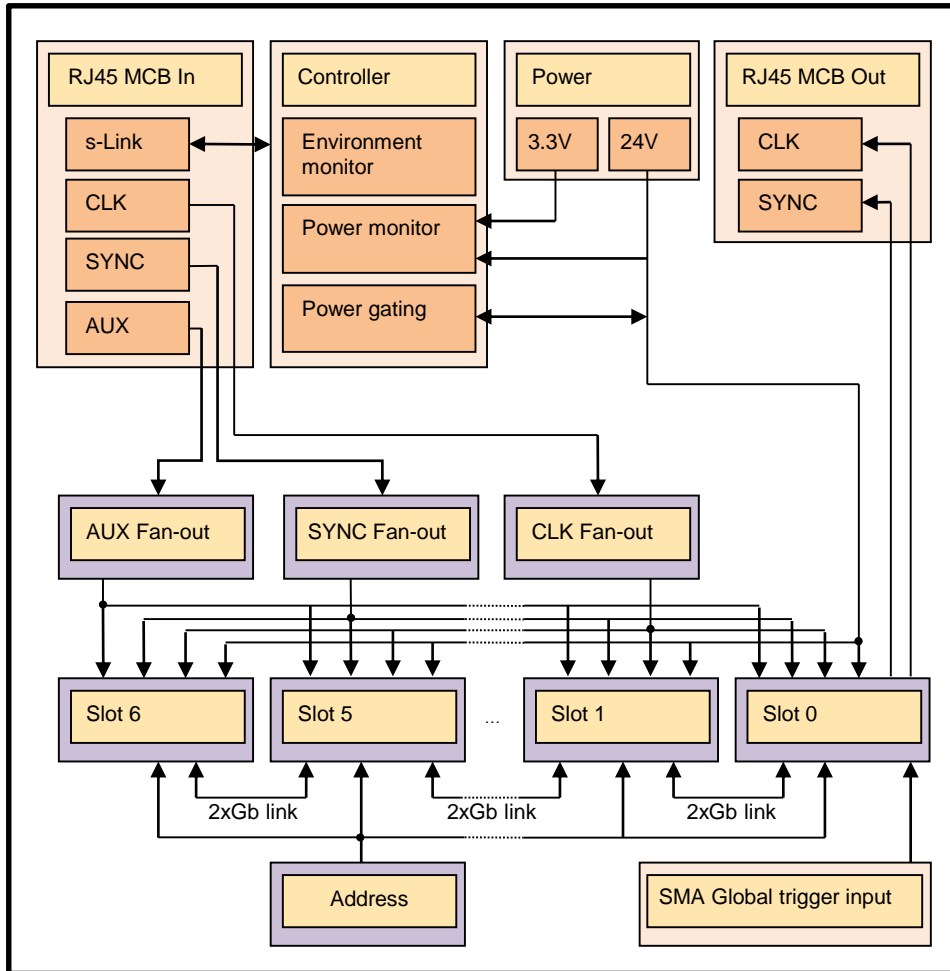 RJ45 MCB In
s-Link
CLK
SYNC
AUX
Controller
Environment
monitor
Power monitor
Power gating
Power
3.3V
24V
RJ45 MCB Out
CLK
SYNC
AUX Fan-out
SYNC Fan-out
CLK Fan-out
Slot 6
Slot 5
...
Slot 1
Slot 0
2xGb link
2xGb link
2xGb link
Address
SMA Global trigger input